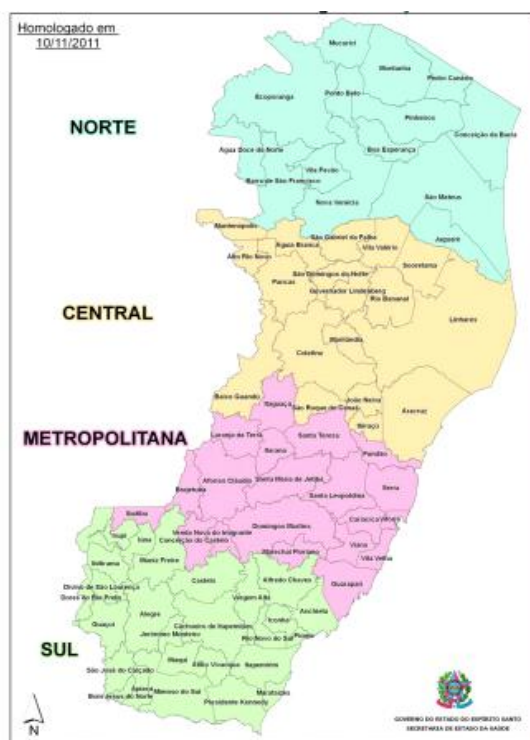 Homologado em
10/11/2011
Mucurici
Montanha
Pedro Canário
Ecoporanga
Ponto Belo
Pinheiros
NORTE
Conceição da Barra
Água Doce do Norte
Boa Esperança
Vila Pavão
Barra de São Francisco
São Mateus
Nova Venécia
Jaguaré
Mantenópolis
São Gabriel da Palha
Águia Branca
Vila Valério
Alto Rio Novo
Sooretama
São Domingos do Norte
Pancas
Governador Lindenberg
Rio Bananal
CENTRAL
Linhares
Marilândia
Colatina
Baixo Guandu
João Neiva
Itaguaçu
São Roque do Canaã
Aracruz
Ibiraçu
METROPOLITANA
Laranja da Terra
Santa Teresa
Itarana
Fundão
Afonso Cláudio
Santa Maria de Jetibá
Serra
Brejetuba
Santa Leopoldina
Ibatiba
Cariacica
Vitória
Domingos Martins
Venda Nova do Imigrante
Conceição do Castelo
Viana
Marechal Floriano
Vila Velha
Iúna
Irupi
Muniz Freire
Ibitirama
Guarapari
Castelo
Alfredo Chaves
Divino de São Lourenço
Dores do Rio Preto
Vargem Alta
Anchieta
Alegre
Iconha
Guaçuí
Cachoeiro de Itapemirim
Jerônimo Monteiro
Rio Novo do Sul
Piúma
SUL
Muqui
Atílio Vivacqua
Itapemirim
São José do Calçado
Apiacá
Bom Jesus do Norte
Mimoso do Sul
Marataízes
Presidente Kennedy
N
GOVERNO DO ESTADO DO ESPÍRITO SANTO
SECRETARIA DE ESTADO DA SAÚDE